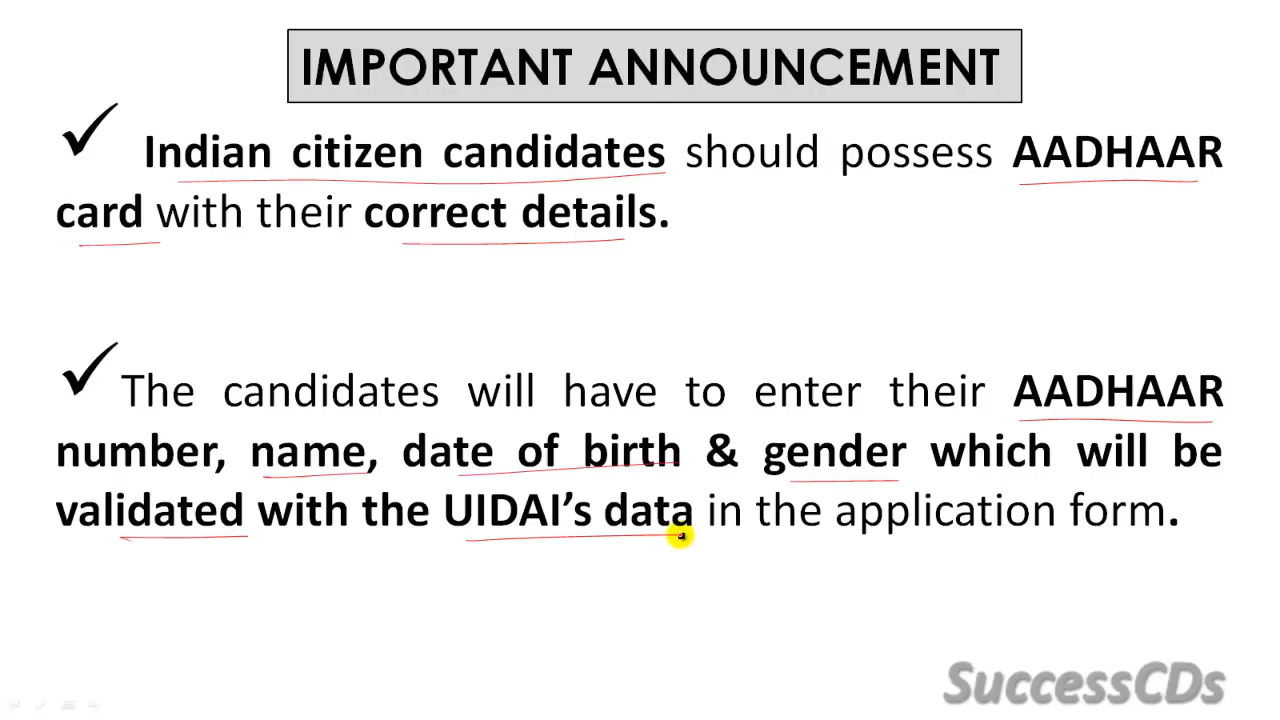 IMPORTANT ANNOUNCEMENT
✓ Indian citizen candidates should possess AADHAAR
card with their correct details.
✓The candidates will have to enter their AADHAAR
number, name, date of birth & gender which will be
validated with the UIDAI’s data in the application form.
SuccessCDs